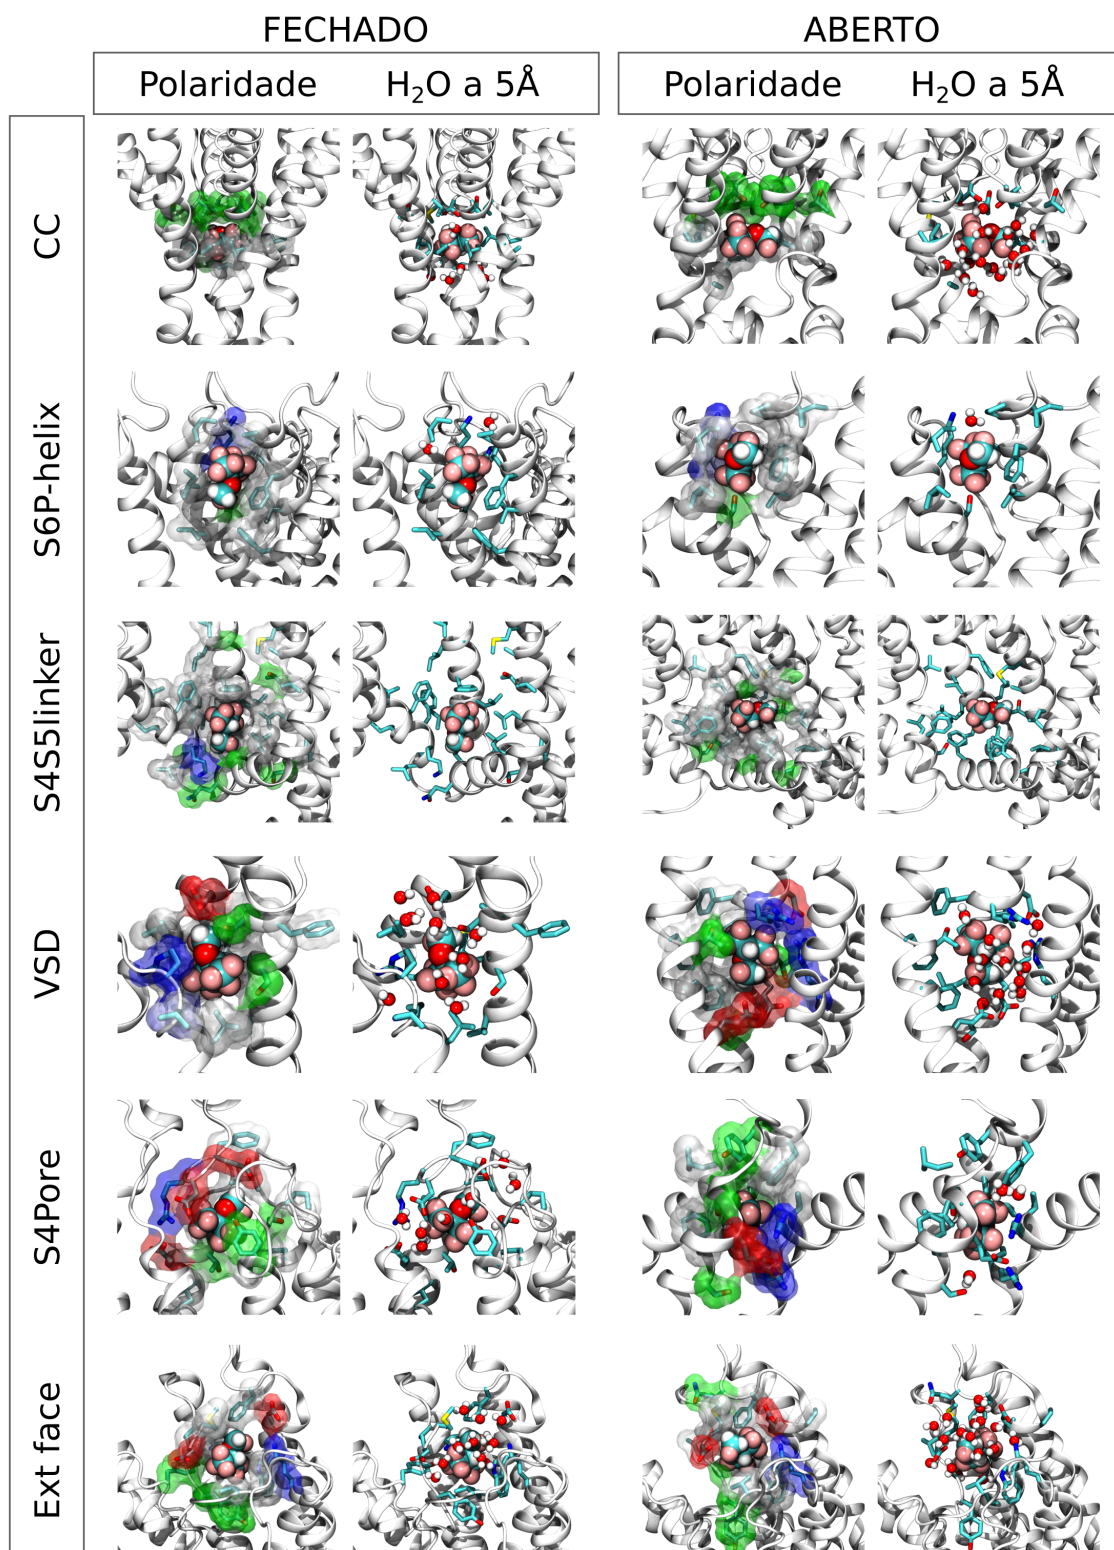 FECHADO
ABERTO
Polaridade
H₂O a 5Å
Polaridade
H₂O a 5Å
CC
S6P-helix
S4S5linker
VSD
S4Pore
Ext face